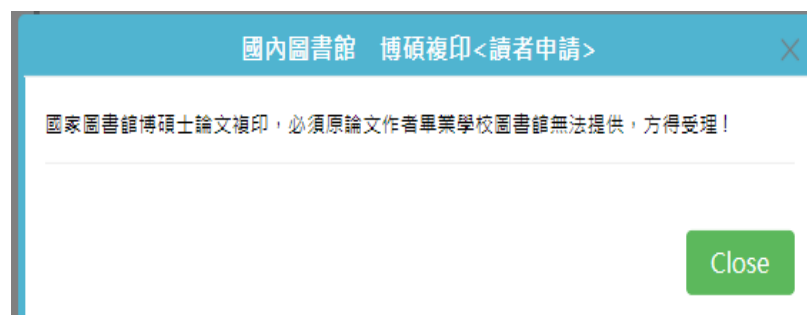 國內圖書館　博碩複印<讀者申請>
X
國家圖書館博碩士論文複印，必須原論文作者畢業學校圖書館無法提供，方得受理！
Close